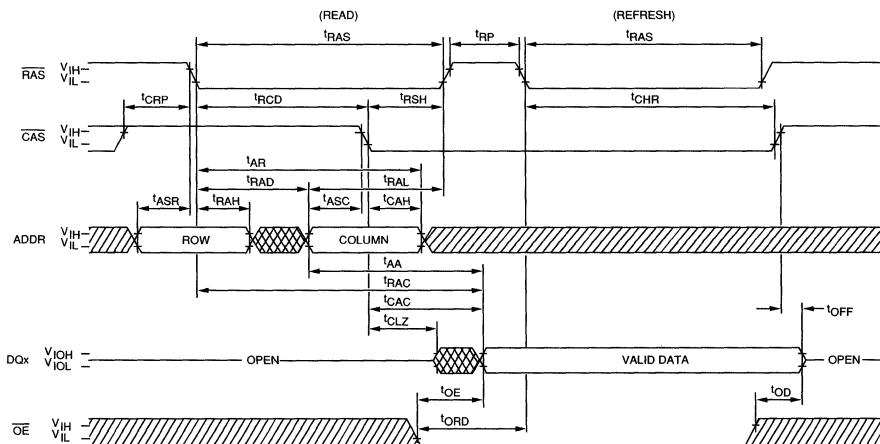 (READ) (REFRESH)
tRAS tRP tRAS
RAS VIH VIL
tCRP tRCD tRSH tCHR
CAS VIH VIL
tAR
tRAD tRAL
tASR tRAH tASC tCAH
ADDR VIH VIL ROW COLUMN
tAA
tRAC
tCAC
tCLZ tOFF
DQx VIOH VIOL OPEN VALID DATA OPEN
tOE tOD
tORD
OE VIH VIL